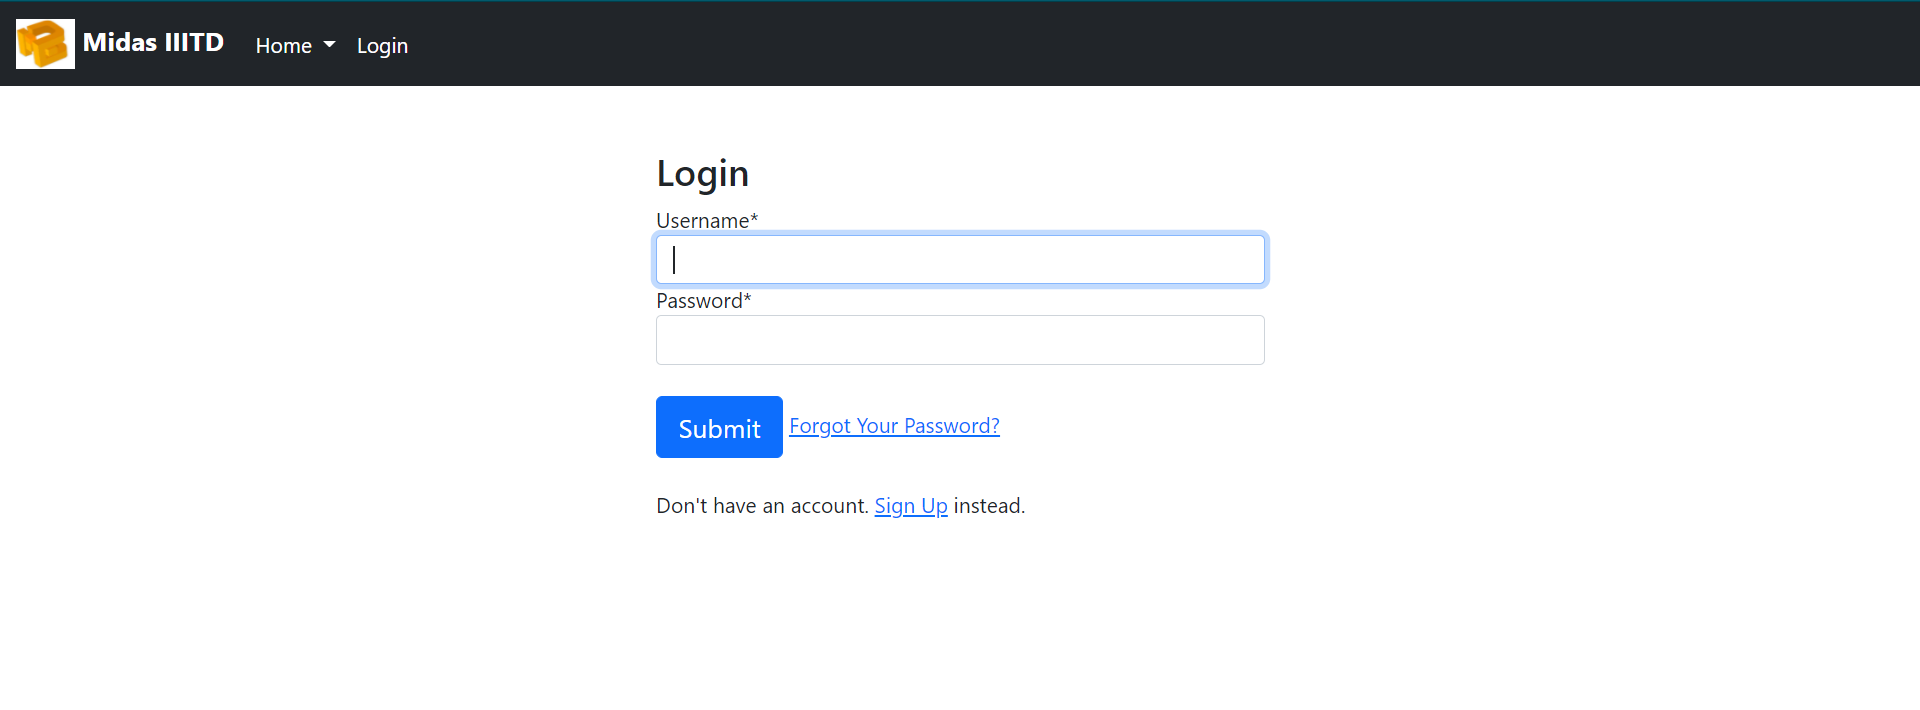 Midas IIITD Home Login
Login
Username*
Password*
Submit Forgot Your Password?
Don't have an account. Sign Up instead.